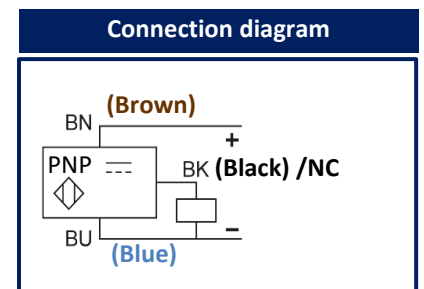 Connection diagram
BN (Brown)
+
PNP
BK (Black) /NC
BU
–
(Blue)